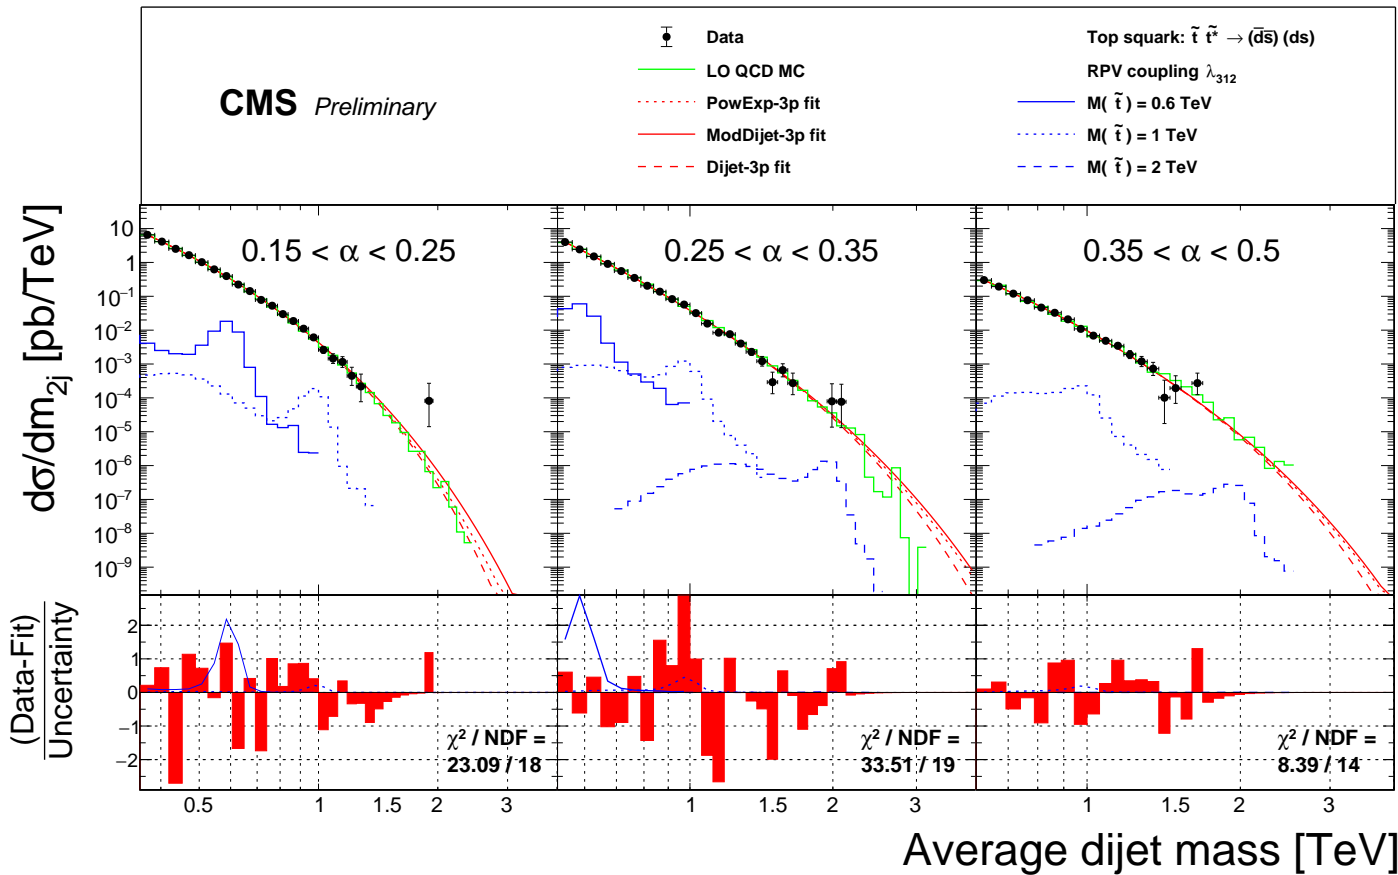 CMS Preliminary
Data
LO QCD MC
PowExp-3p fit
ModDijet-3p fit
Dijet-3p fit
Top squark: t̃ t̃* → (d̅s̅) (ds)
RPV coupling λ₃₁₂
M( t̃ ) = 0.6 TeV
M( t̃ ) = 1 TeV
M( t̃ ) = 2 TeV
dσ/dm₂ⱼ [pb/TeV]
10
1
10⁻¹
10⁻²
10⁻³
10⁻⁴
10⁻⁵
10⁻⁶
10⁻⁷
10⁻⁸
10⁻⁹
0.15 < α < 0.25
0.25 < α < 0.35
0.35 < α < 0.5
(Data-Fit)
Uncertainty
2
1
0
−1
−2
χ² / NDF =
23.09 / 18
χ² / NDF =
33.51 / 19
χ² / NDF =
8.39 / 14
0.5 1 1.5 2 3
1 1.5 2 3
1 2 3
Average dijet mass [TeV]